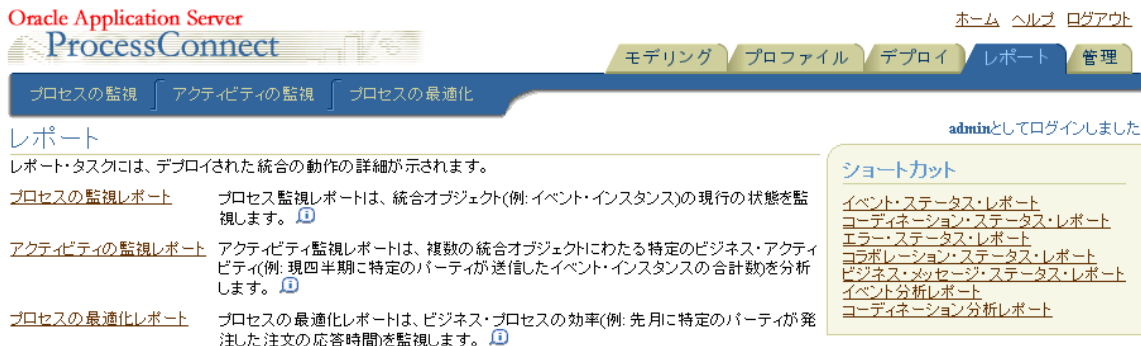 Oracle Application Server
ProcessConnect
ホーム ヘルプ ログアウト
モデリング プロファイル デプロイ レポート 管理
プロセスの監視 アクティビティの監視 プロセスの最適化
adminとしてログインしました
レポート
レポート・タスクには、デプロイされた統合の動作の詳細が示されます。
プロセスの監視レポート
プロセス監視レポートは、統合オブジェクト(例: イベント・インスタンス)の現行の状態を監
視します。
アクティビティの監視レポート
アクティビティ監視レポートは、複数の統合オブジェクトにわたる特定のビジネス・アクティ
ビティ(例: 現四半期に特定のパーティが送信したイベント・インスタンスの合計数)を分析
します。
プロセスの最適化レポート
プロセスの最適化レポートは、ビジネス・プロセスの効率(例: 先月に特定のパーティが発
注した注文の応答時間)を監視します。
ショートカット
イベント・ステータス・レポート
コーディネーション・ステータス・レポート
エラー・ステータス・レポート
コラボレーション・ステータス・レポート
ビジネス・メッセージ・ステータス・レポート
イベント分析レポート
コーディネーション分析レポート